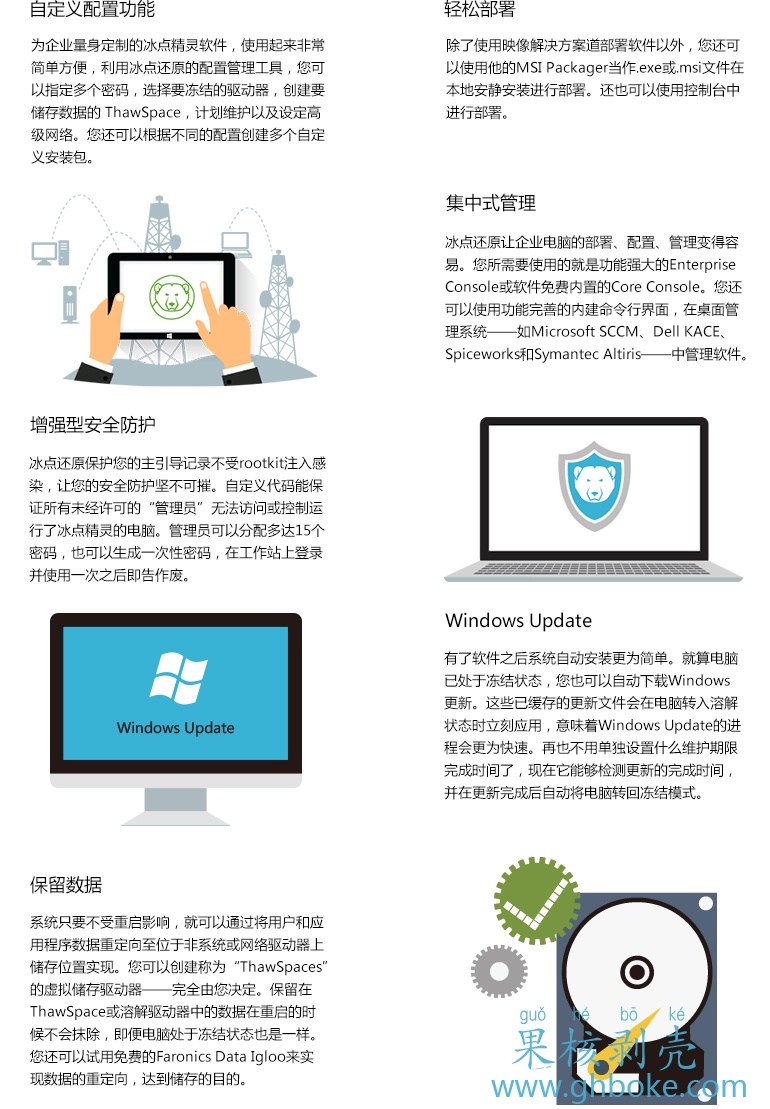 自定义配置功能
为企业量身定制的冰点精灵软件，使用起来非常
简单方便，利用冰点还原的配置管理工具，您可
以指定多个密码，选择要冻结的驱动器，创建要
储存数据的 ThawSpace，计划维护以及设定高
级网络。您还可以根据不同的配置创建多个自定
义安装包。
轻松部署
除了使用映像解决方案道部署软件以外，您还可
以使用他的MSI Packager当作.exe或.msi文件在
本地安静安装进行部署。还也可以使用控制台中
进行部署。
集中式管理
冰点还原让企业电脑的部署、配置、管理变得容
易。您所需要使用的就是功能强大的Enterprise
Console或软件免费内置的Core Console。您还
可以使用功能完善的内建命令行界面，在桌面管
理系统——如Microsoft SCCM、Dell KACE、
Spiceworks和Symantec Altiris——中管理软件。
增强型安全防护
冰点还原保护您的主引导记录不受rootkit注入感
染，让您的安全防护坚不可摧。自定义代码能保
证所有未经许可的“管理员”无法访问或控制运
行了冰点精灵的电脑。管理员可以分配多达15个
密码，也可以生成一次性密码，在工作站上登录
并使用一次之后即告作废。
Windows Update
Windows Update
有了软件之后系统自动安装更为简单。就算电脑
已处于冻结状态，您也可以自动下载Windows
更新。这些已缓存的更新文件会在电脑转入溶解
状态时立刻应用，意味着Windows Update的进
程会更为快速。再也不用单独设置什么维护期限
完成时间了，现在它能够检测更新的完成时间，
并在更新完成后自动将电脑转回冻结模式。
保留数据
系统只要不受重启影响，就可以通过将用户和应
用程序数据重定向至位于非系统或网络驱动器上
储存位置实现。您可以创建称为“ThawSpaces”
的虚拟储存驱动器——完全由您决定。保留在
ThawSpace或溶解驱动器中的数据在重启的时
候不会抹除，即便电脑处于冻结状态也是一样。
您还可以试用免费的Faronics Data Igloo来实
现数据的重定向，达到储存的目的。
guǒ hé bō ké
果核剥壳
www.ghboke.com